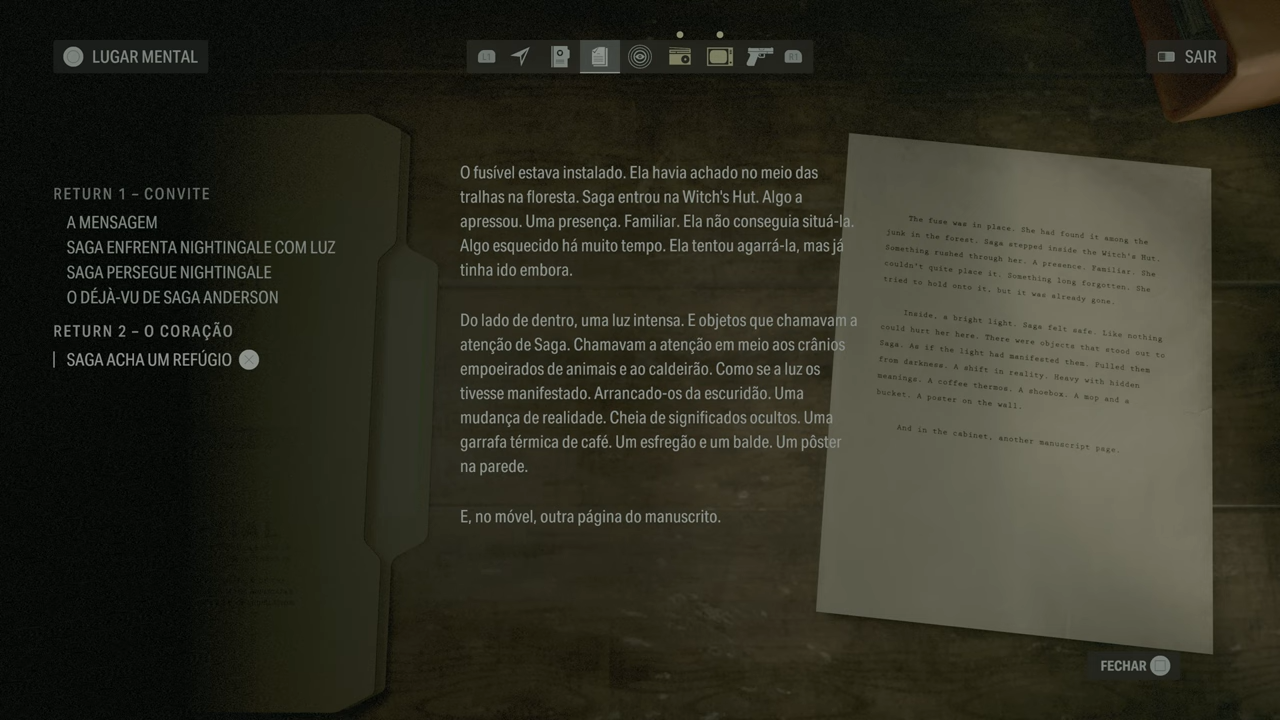 LUGAR MENTAL
L1
R1
SAIR
RETURN 1 – CONVITE
A MENSAGEM
SAGA ENFRENTA NIGHTINGALE COM LUZ
SAGA PERSEGUE NIGHTINGALE
O DÉJÀ-VU DE SAGA ANDERSON
RETURN 2 – O CORAÇÃO
SAGA ACHA UM REFÚGIO
O fusível estava instalado. Ela havia achado no meio das
tralhas na floresta. Saga entrou na Witch's Hut. Algo a
apressou. Uma presença. Familiar. Ela não conseguia situá-la.
Algo esquecido há muito tempo. Ela tentou agarrá-la, mas já
tinha ido embora.
Do lado de dentro, uma luz intensa. E objetos que chamavam a
atenção de Saga. Chamavam a atenção em meio aos crânios
empoeirados de animais e ao caldeirão. Como se a luz os
tivesse manifestado. Arrancado-os da escuridão. Uma
mudança de realidade. Cheia de significados ocultos. Uma
garrafa térmica de café. Um esfregão e um balde. Um pôster
na parede.
E, no móvel, outra página do manuscrito.
The fuse was in place. She had found it among the
junk in the forest. Saga stepped inside the Witch's Hut.
Something rushed through her. A presence. Familiar. She
couldn't quite place it. Something long forgotten. She
tried to hold onto it, but it was already gone.
Inside, a bright light. Saga felt safe. Like nothing
could hurt her here. There were objects that stood out to
Saga. As if the light had manifested them. Pulled them
from darkness. A shift in reality. Heavy with hidden
meanings. A coffee thermos. A shoebox. A mop and a
bucket. A poster on the wall.
And in the cabinet, another manuscript page.
FECHAR